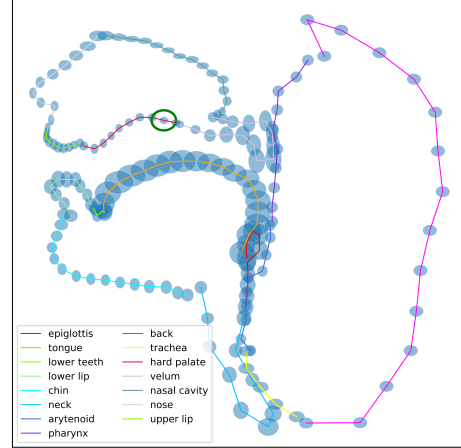 epiglottis
tongue
lower teeth
lower lip
chin
neck
arytenoid
pharynx
back
trachea
hard palate
velum
nasal cavity
nose
upper lip